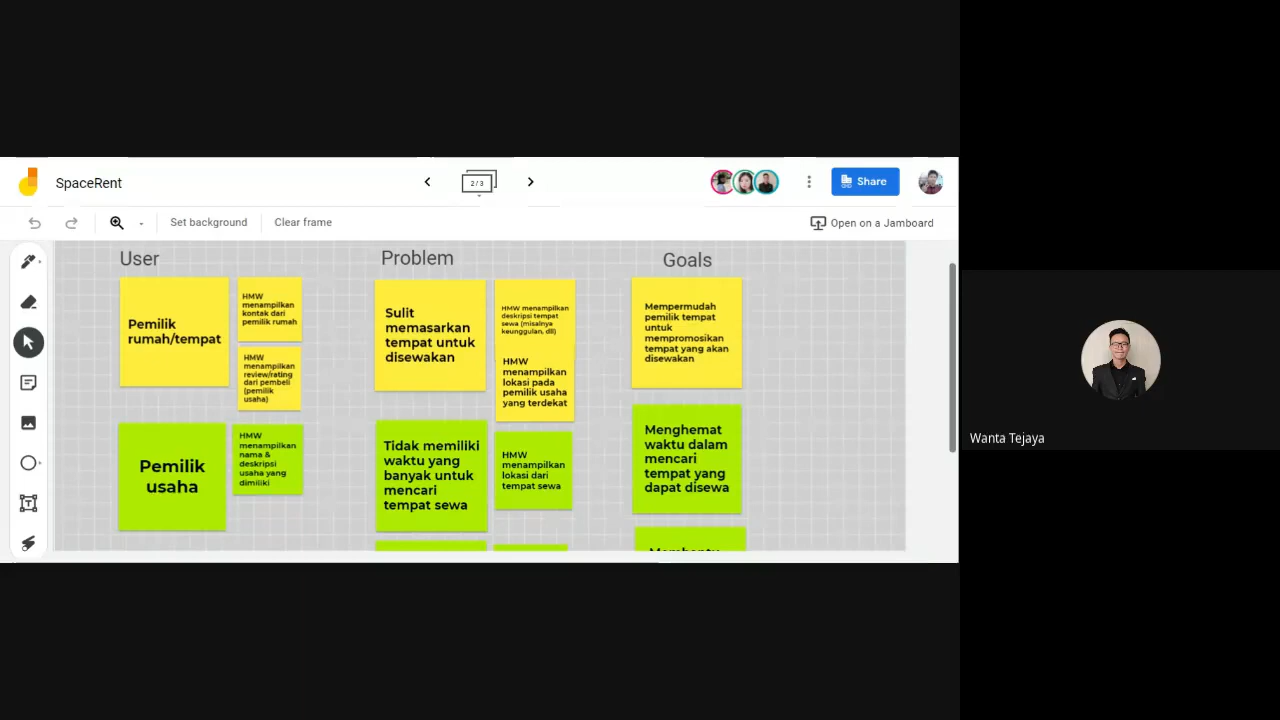 SpaceRent
2 / 3
Share
Set background
Clear frame
Open on a Jamboard
User
Problem
Goals
Pemilik
rumah/tempat
HMW
menampilkan
kontak dari
pemilik rumah
HMW
menampilkan
review/rating
dari pembeli
(pemilik
usaha)
Sulit
memasarkan
tempat untuk
disewakan
HMW menampilkan
deskripsi tempat
sewa (misalnya
keunggulan, dll)
HMW
menampilkan
lokasi pada
pemilik usaha
yang terdekat
Mempermudah
pemilik tempat
untuk
mempromosikan
tempat yang akan
disewakan
Pemilik
usaha
HMW
menampilkan
nama &
deskripsi
usaha yang
dimiliki
Tidak memiliki
waktu yang
banyak untuk
mencari
tempat sewa
HMW
menampilkan
lokasi dari
tempat sewa
Menghemat
waktu dalam
mencari
tempat yang
dapat disewa
Wanta Tejaya